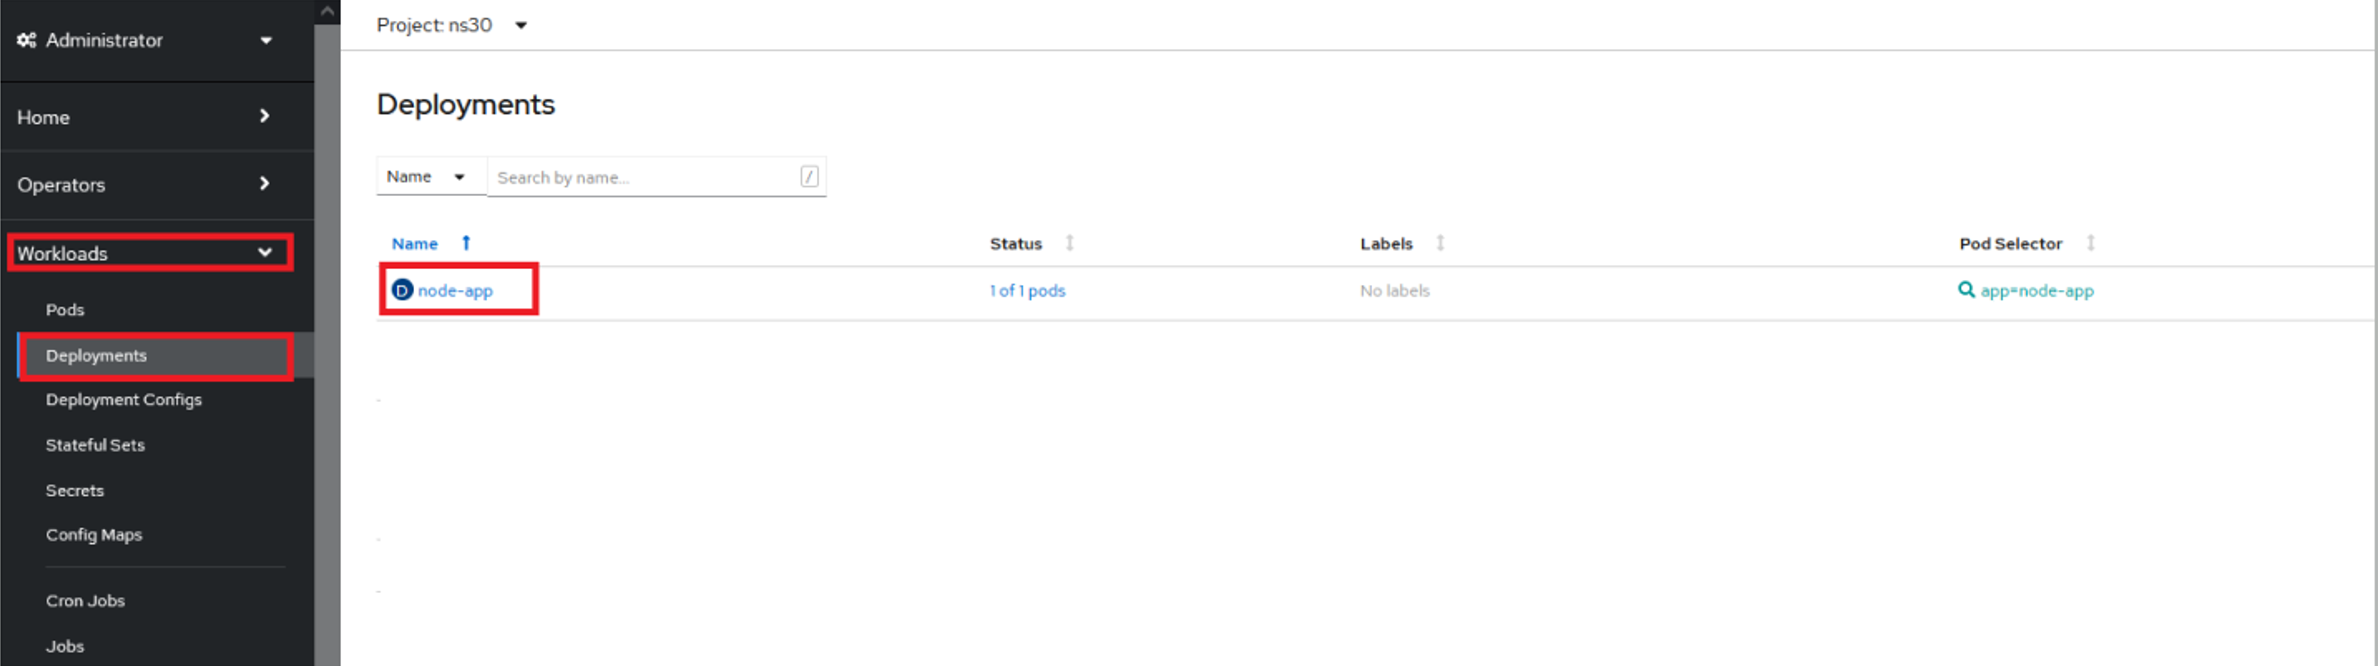 Administrator
Home
Operators
Workloads
Pods
Deployments
Deployment Configs
Stateful Sets
Secrets
Config Maps
Cron Jobs
Jobs
Project: ns30
Deployments
Name
Search by name...
/
Name Status Labels Pod Selector
D node-app 1 of 1 pods No labels app=node-app